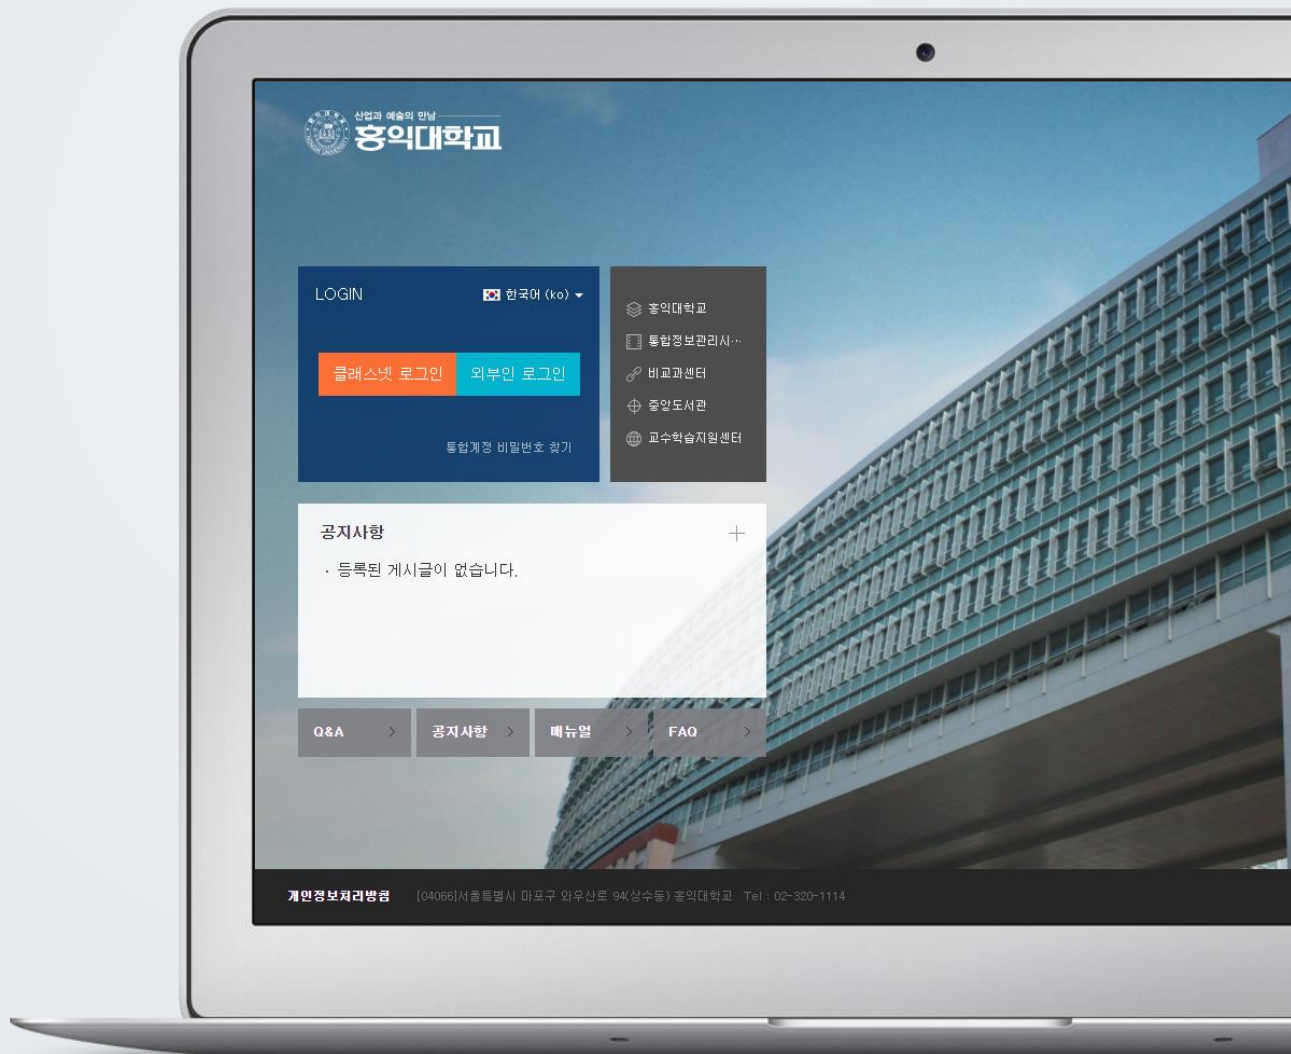 산업과 예술의 만남
홍익대학교
LOGIN
한국어 (ko)
클래스넷 로그인
외부인 로그인
통합계정 비밀번호 찾기
홍익대학교
통합정보관리시…
비교과센터
중앙도서관
교수학습지원센터
공지사항
· 등록된 게시글이 없습니다.
Q&A
공지사항
매뉴얼
FAQ
개인정보처리방침 [04066]서울특별시 마포구 와우산로 94(상수동) 홍익대학교 Tel : 02-320-1114